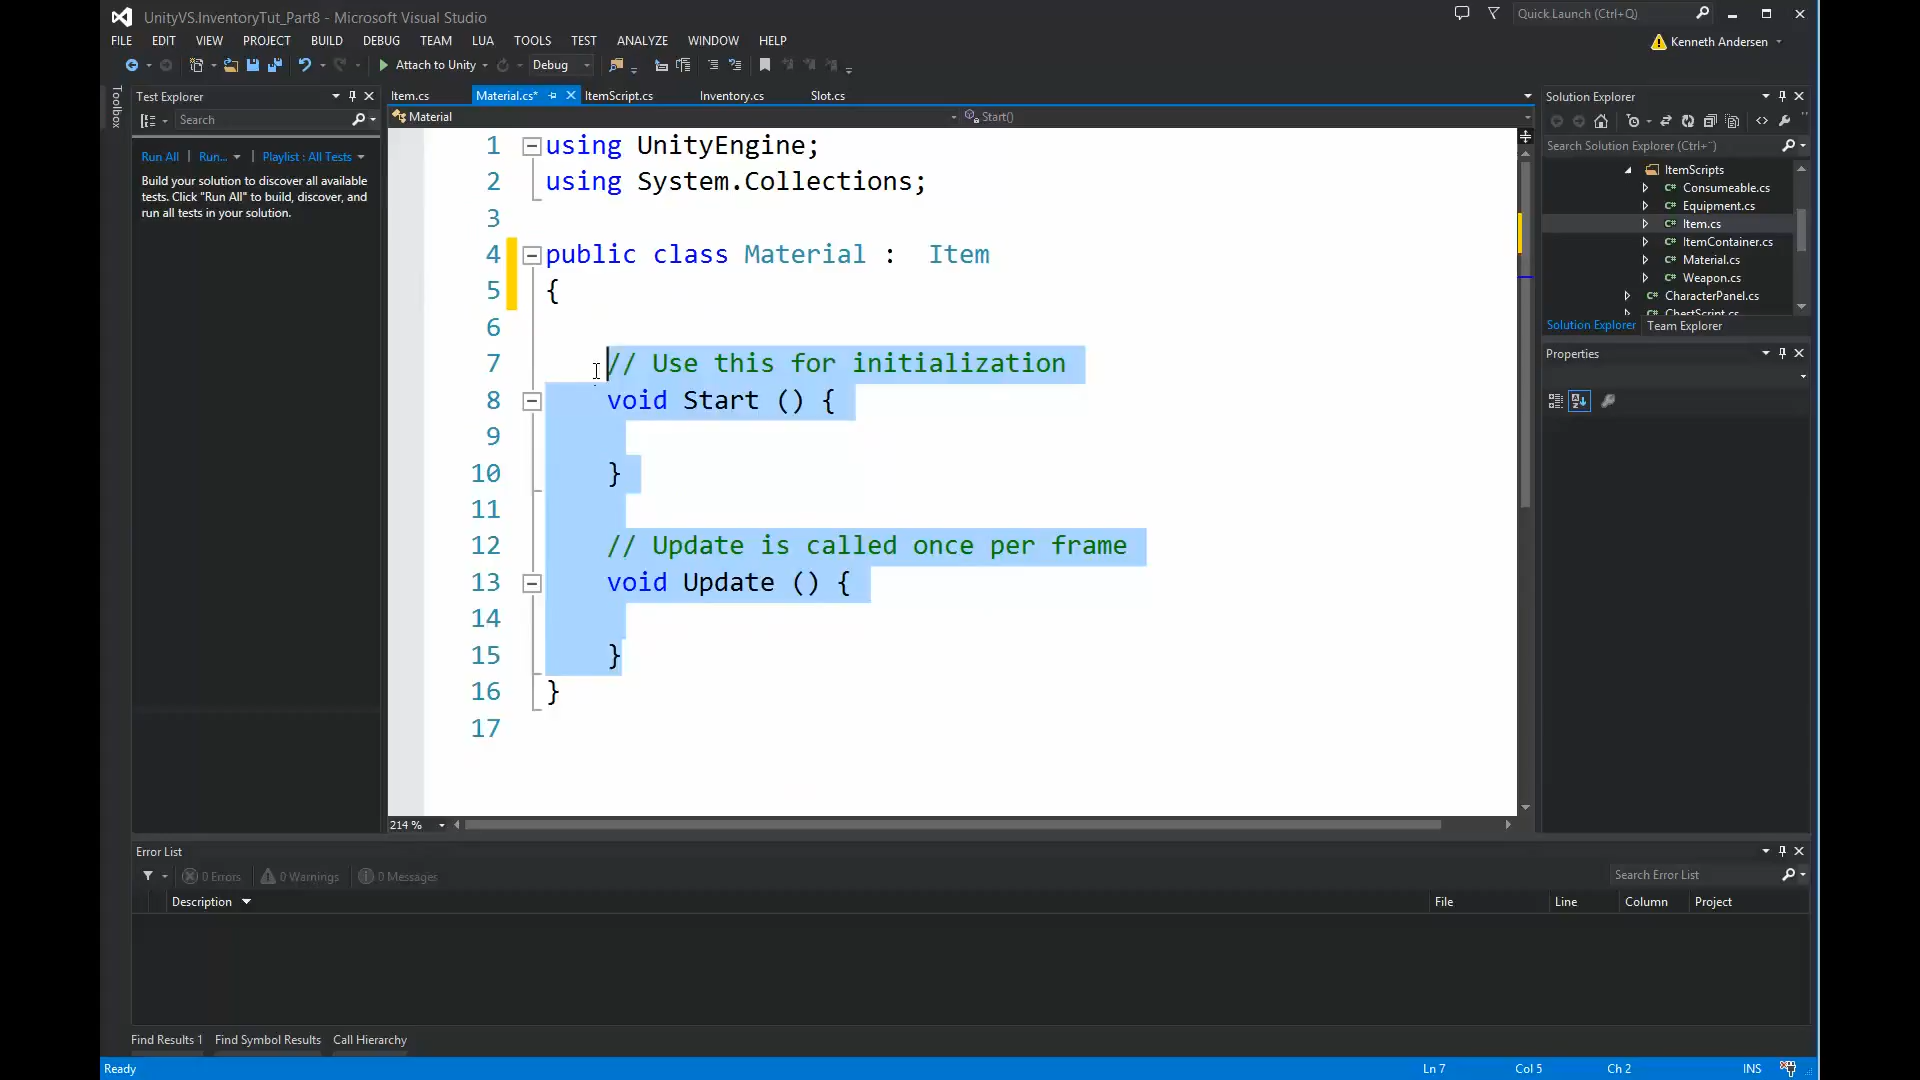 UnityVS.InventoryTut_Part8 - Microsoft Visual Studio
Quick Launch (Ctrl+Q)
FILE EDIT VIEW PROJECT BUILD DEBUG TEAM LUA TOOLS TEST ANALYZE WINDOW HELP
Kenneth Andersen
Attach to Unity
Debug
Toolbox
Test Explorer
Search
Run All | Run... | Playlist : All Tests
Build your solution to discover all available
tests. Click "Run All" to build, discover, and
run all tests in your solution.
Item.cs Material.cs* ItemScript.cs Inventory.cs Slot.cs
Material
Start()
1 using UnityEngine;
2 using System.Collections;
3
4 public class Material :  Item
5 {
6
7 // Use this for initialization
8 void Start () {
9
10 }
11
12 // Update is called once per frame
13 void Update () {
14
15 }
16 }
17
214 %
Solution Explorer
Search Solution Explorer (Ctrl+¨)
ItemScripts
C# Consumeable.cs
C# Equipment.cs
C# Item.cs
C# ItemContainer.cs
C# Material.cs
C# Weapon.cs
C# CharacterPanel.cs
C# ChestScript.cs
Solution Explorer Team Explorer
Properties
Error List
0 Errors 0 Warnings 0 Messages
Search Error List
Description File Line Column Project
Find Results 1 Find Symbol Results Call Hierarchy
Ready Ln 7 Col 5 Ch 2 INS